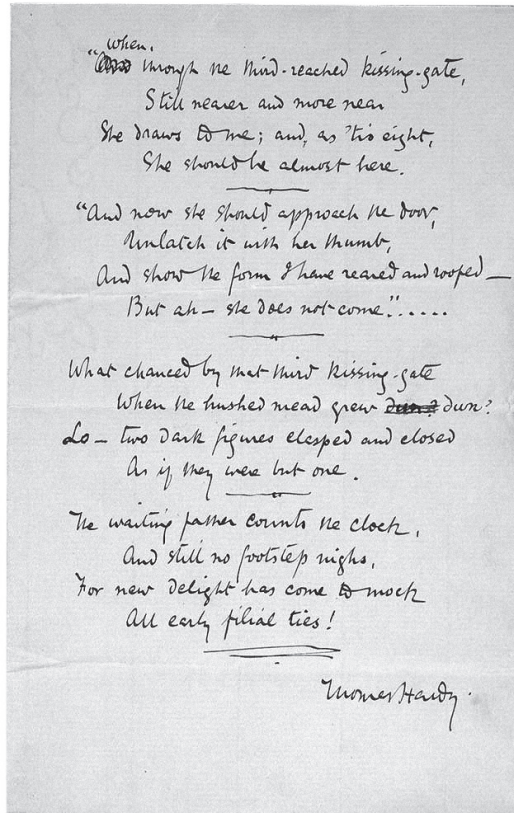 when,
"And through the third-reached kissing-gate,
Still nearer and more near
She draws to me; and, as 'tis eight,
She should be almost here.
"And now she should approach the door,
Unlatch it with her thumb,
And show the form I have reared and roofed —
But ah — she does not come.".....
What chanced by that third kissing-gate
When the hushed mead grew dun? dun?
Lo — two dark figures clasped and closed
As if they were but one.
The waiting father counts the clock,
And still no footstep nighs,
For new delight has come to mock
All early filial ties!
Thomas Hardy.